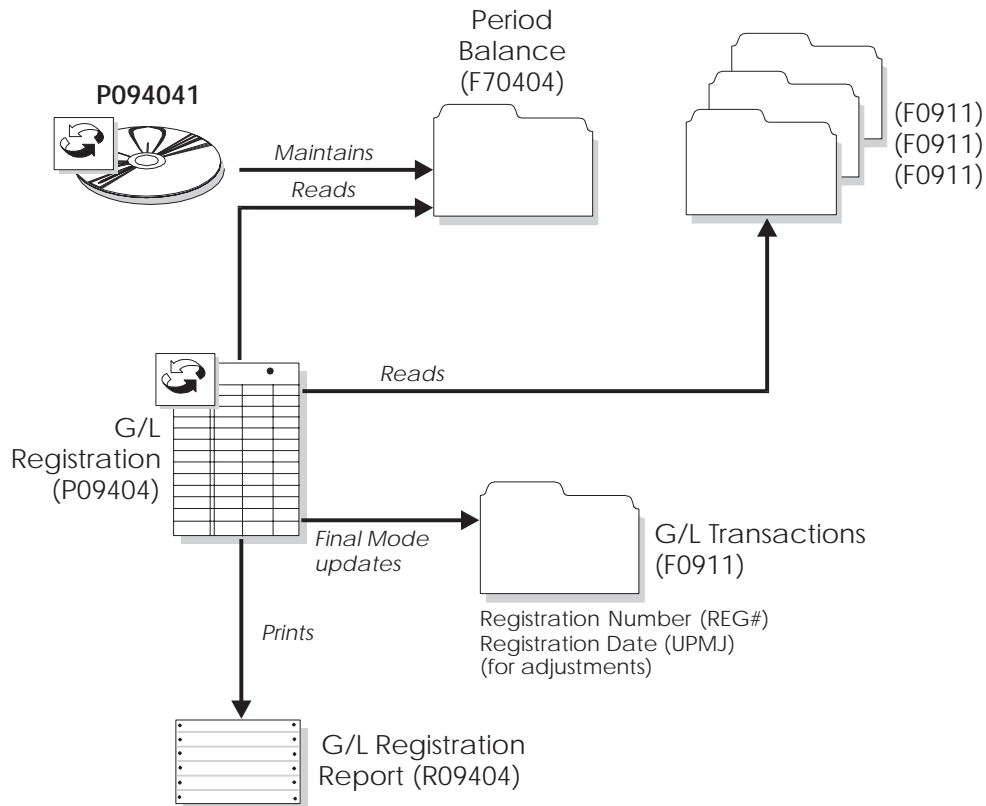 Period
Balance
(F70404)
P094041
(F0911)
(F0911)
(F0911)
Maintains
Reads
Reads
G/L
Registration
(P09404)
Final Mode
updates
G/L Transactions
(F0911)
Registration Number (REG#)
Registration Date (UPMJ)
(for adjustments)
Prints
G/L Registration
Report (R09404)